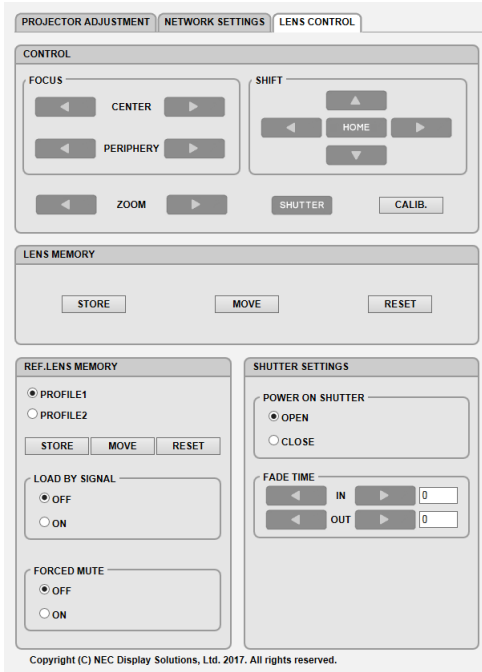 PROJECTOR ADJUSTMENT NETWORK SETTINGS LENS CONTROL
CONTROL
FOCUS
CENTER
PERIPHERY
SHIFT
HOME
ZOOM
SHUTTER
CALIB.
LENS MEMORY
STORE MOVE RESET
REF.LENS MEMORY
PROFILE1
PROFILE2
STORE MOVE RESET
LOAD BY SIGNAL
OFF
ON
FORCED MUTE
OFF
ON
SHUTTER SETTINGS
POWER ON SHUTTER
OPEN
CLOSE
FADE TIME
IN 0
OUT 0
Copyright (C) NEC Display Solutions, Ltd. 2017. All rights reserved.